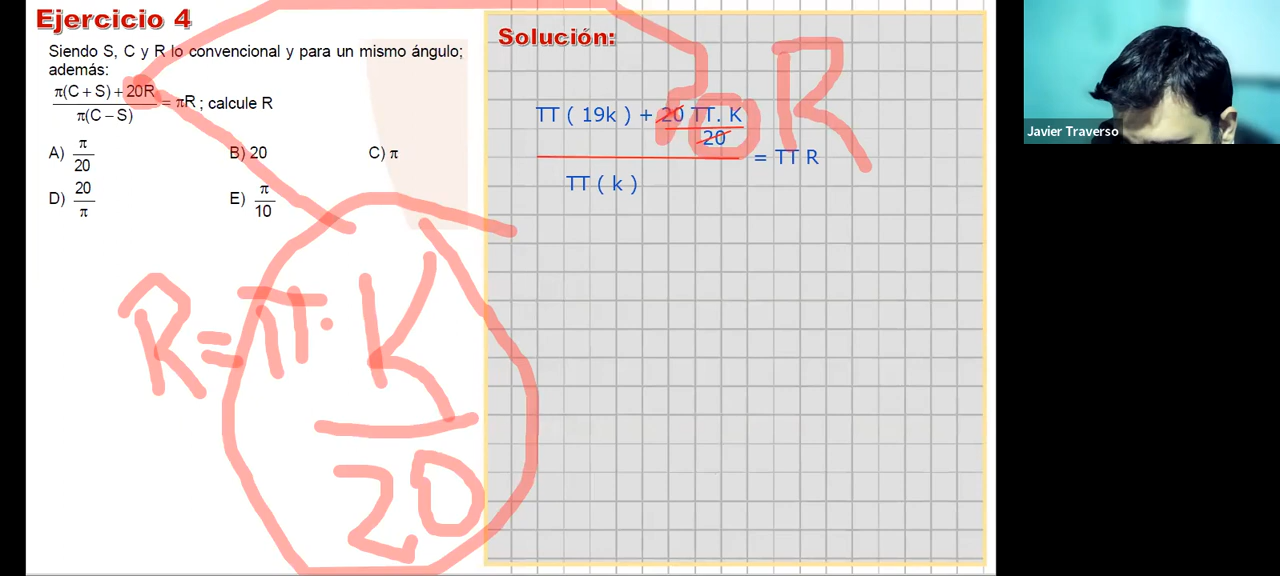 Ejercicio 4
Siendo S, C y R lo convencional y para un mismo ángulo;
además:
π(C + S) + 20R
π(C – S)
= πR ; calcule R
A) π
20
B) 20
C) π
D) 20
π
E) π
10
R = π . K
20
Solución:
TT ( 19k ) + 20 TT. K
20
TT ( k )
= TT R
R
Javier Traverso